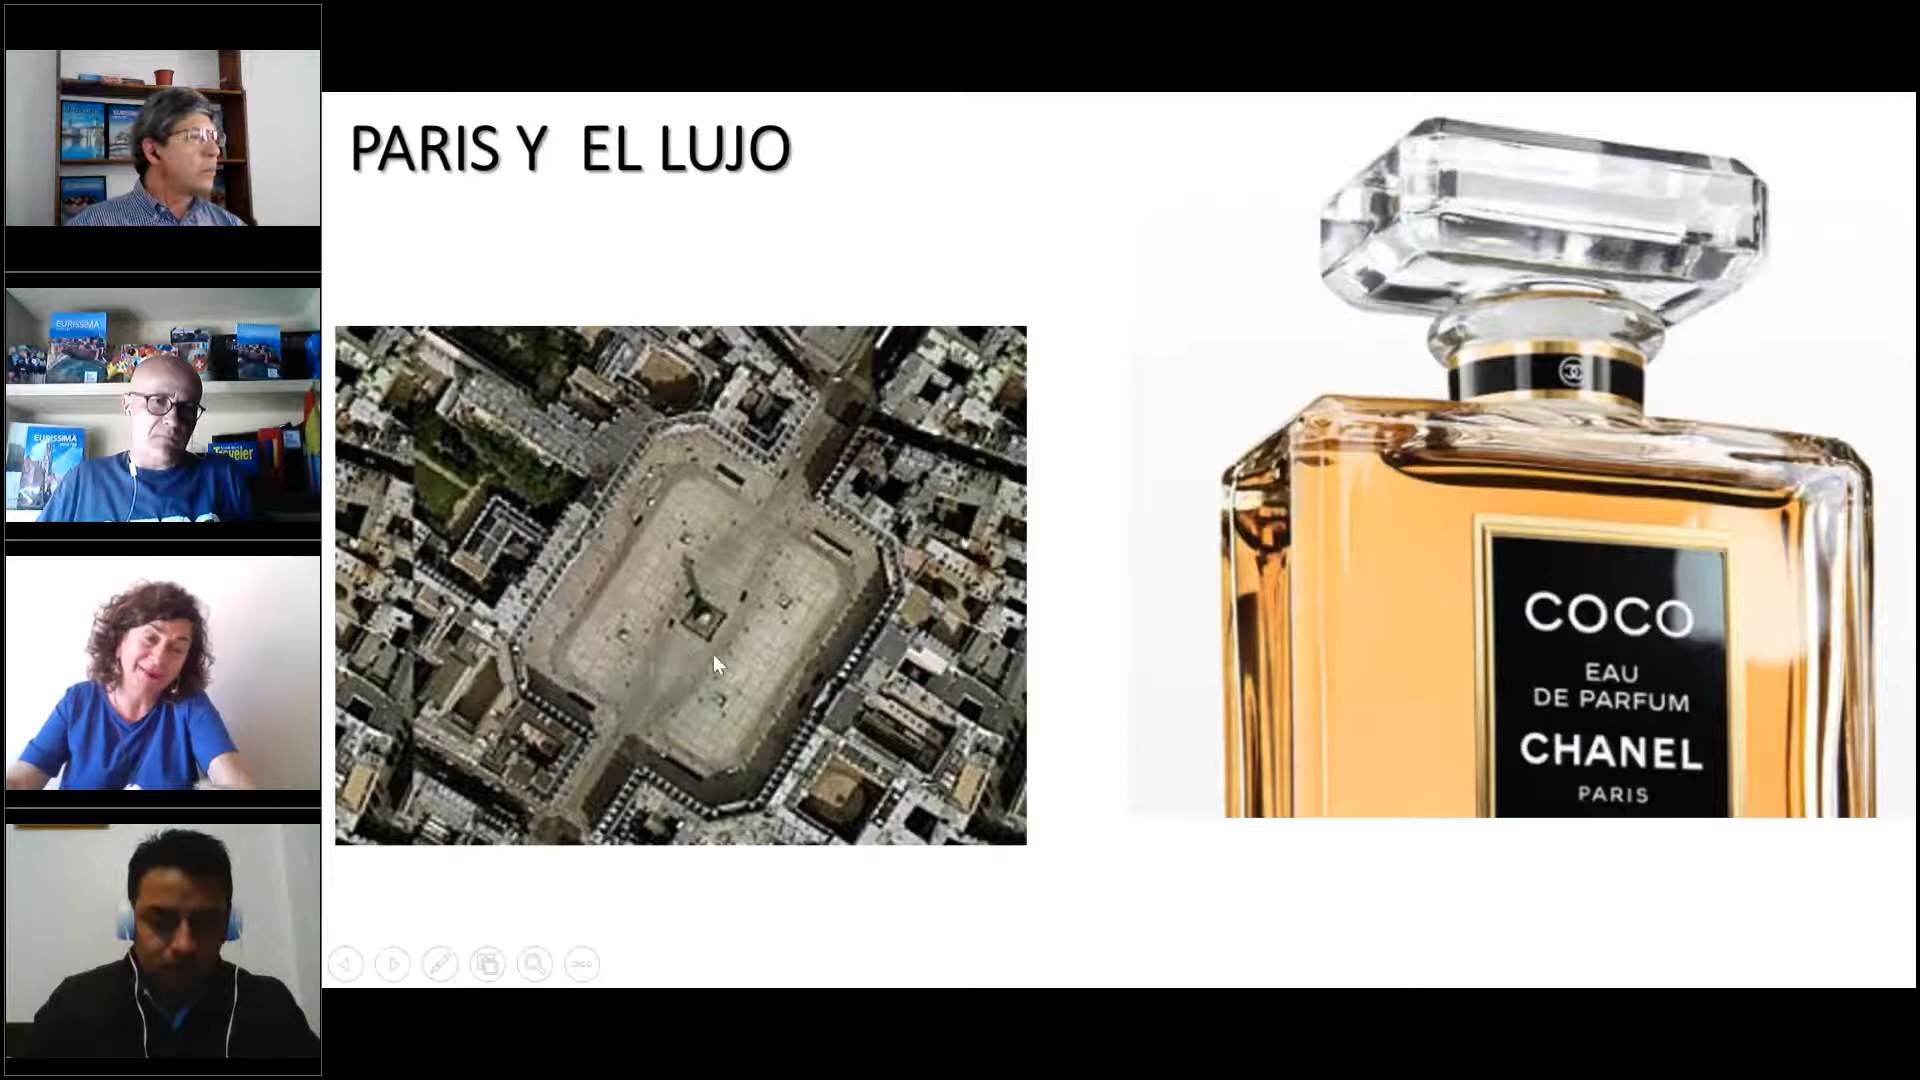 PARIS Y EL LUJO
COCO
EAU
DE PARFUM
CHANEL
PARIS
EURISSIMA
EURISSIMA
Traveler